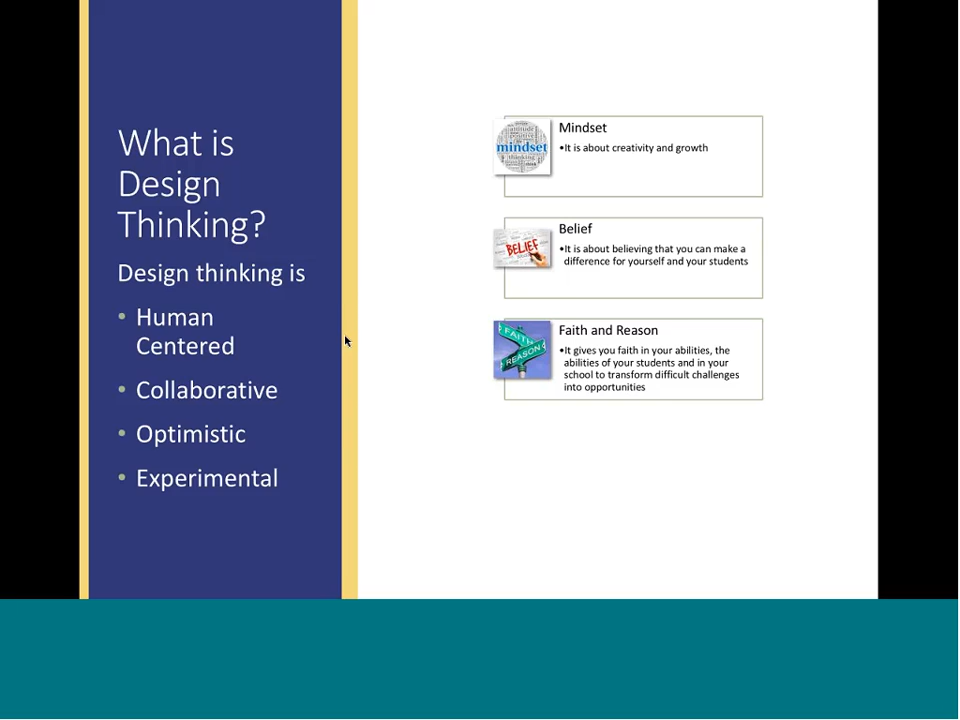 What is
Design
Thinking?
Design thinking is
• Human
Centered
• Collaborative
• Optimistic
• Experimental
attitude
positive
mindset
thinking
Mindset
•It is about creativity and growth
BELIEF
Belief
•It is about believing that you can make a
difference for yourself and your students
FAITH
REASON
Faith and Reason
•It gives you faith in your abilities, the
abilities of your students and in your
school to transform difficult challenges
into opportunities